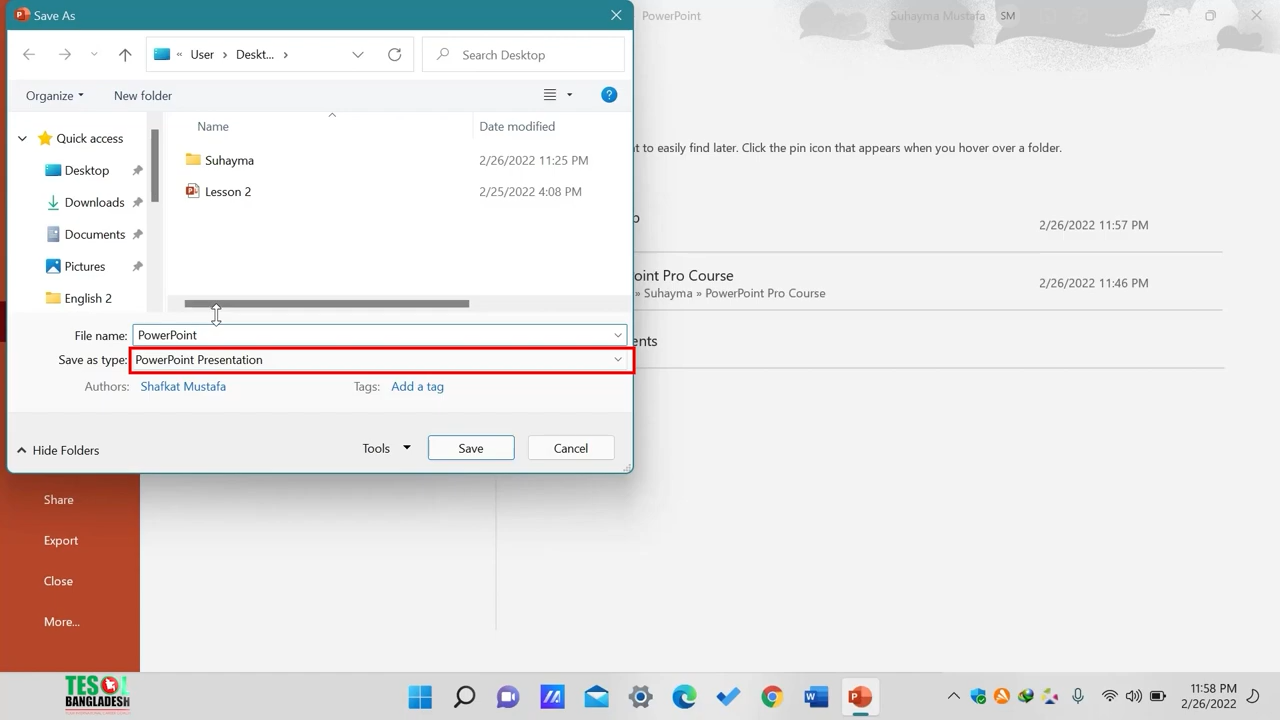 Save As
PowerPoint
Suhayma Mustafa SM
« User › Deskt... ›
Search Desktop
Organize
New folder
Name
Date modified
Quick access
Suhayma 2/26/2022 11:25 PM
Desktop
Lesson 2 2/25/2022 4:08 PM
Downloads
Documents
Pictures
English 2
t to easily find later. Click the pin icon that appears when you hover over a folder.
2/26/2022 11:57 PM
oint Pro Course
» Suhayma » PowerPoint Pro Course
2/26/2022 11:46 PM
ents
File name: PowerPoint
Save as type: PowerPoint Presentation
Authors: Shafkat Mustafa
Tags: Add a tag
Hide Folders
Tools
Save
Cancel
Share
Export
Close
More...
TESOL
BANGLADESH
11:58 PM
2/26/2022